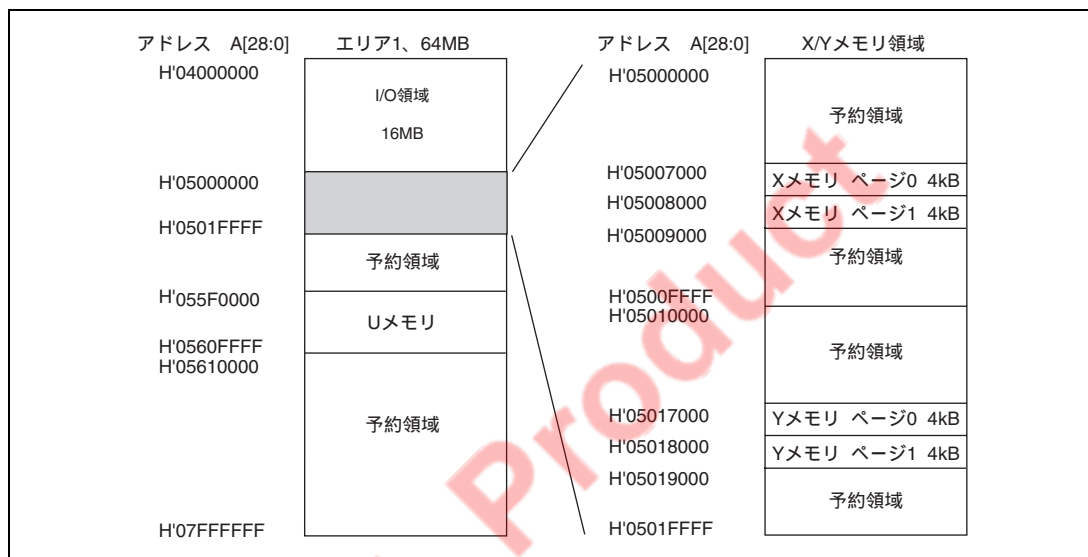 アドレス A[28:0]
エリア1、64MB
H'04000000
I/O領域
16MB
H'05000000
H'0501FFFF
予約領域
H'055F0000
Uメモリ
H'0560FFFF
H'05610000
予約領域
H'07FFFFFF
アドレス A[28:0]
X/Yメモリ領域
H'05000000
予約領域
H'05007000
Xメモリ ページ0 4kB
H'05008000
Xメモリ ページ1 4kB
H'05009000
予約領域
H'0500FFFF
H'05010000
予約領域
H'05017000
Yメモリ ページ0 4kB
H'05018000
Yメモリ ページ1 4kB
H'05019000
予約領域
H'0501FFFF
Product